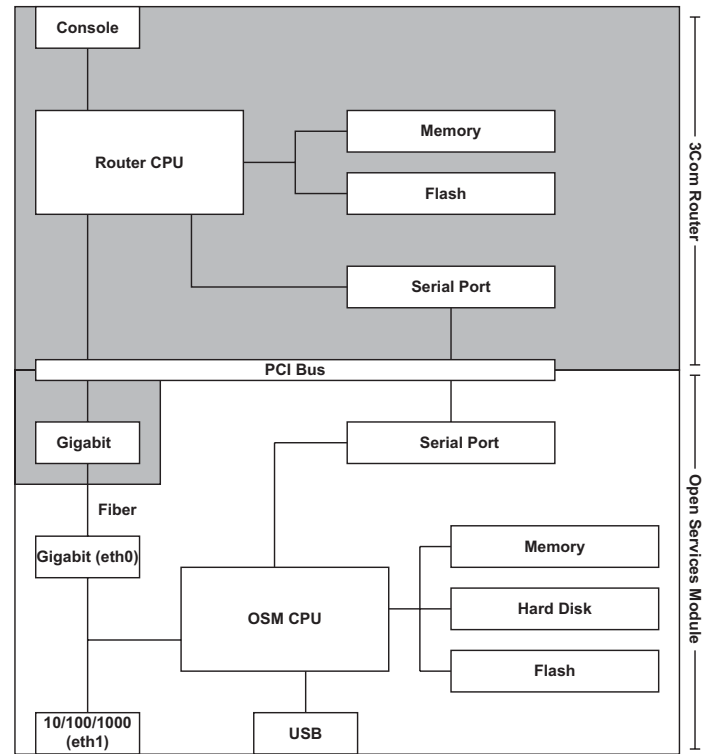 Console
Router CPU
Memory
Flash
Serial Port
3Com Router
PCI Bus
Gigabit
Serial Port
Fiber
Gigabit (eth0)
OSM CPU
Memory
Hard Disk
Flash
Open Services Module
10/100/1000
(eth1)
USB